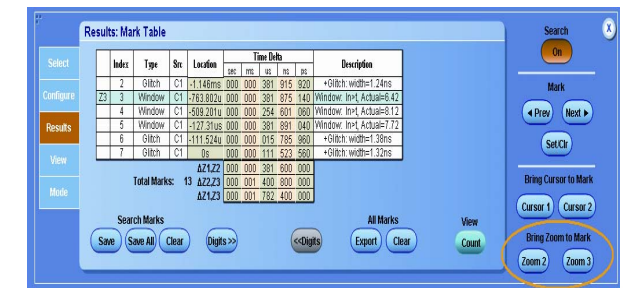 Results: Mark Table
Select
Configure
Results
View
Mode
Index Type Src Location Time Delta Description
sec ms us ns ps
2 Glitch C1 -1.146ms 000 000 381 915 920 +Glitch: width=1.24ns
Z3 3 Window C1 -763.802u 000 000 381 875 140 Window: In>t, Actual=6.42
4 Window C1 -509.201u 000 000 254 601 060 Window: In>t, Actual=8.12
5 Window C1 -127.31us 000 000 381 891 040 Window: In>t, Actual=7.72
6 Glitch C1 -111.524u 000 000 015 785 960 +Glitch: width=1.38ns
7 Glitch C1 0s 000 000 111 523 560 +Glitch: width=1.32ns
ΔZ1,Z2 000 000 381 600 000
Total Marks: 13 ΔZ2,Z3 000 001 400 800 000
ΔZ1,Z3 000 001 782 400 000
Search Marks
Save Save All Clear Digits>> <<Digits
All Marks
Export Clear
View
Count
Search
X
On
Mark
Prev Next
Set/Clr
Bring Cursor to Mark
Cursor 1 Cursor 2
Bring Zoom to Mark
Zoom 2 Zoom 3